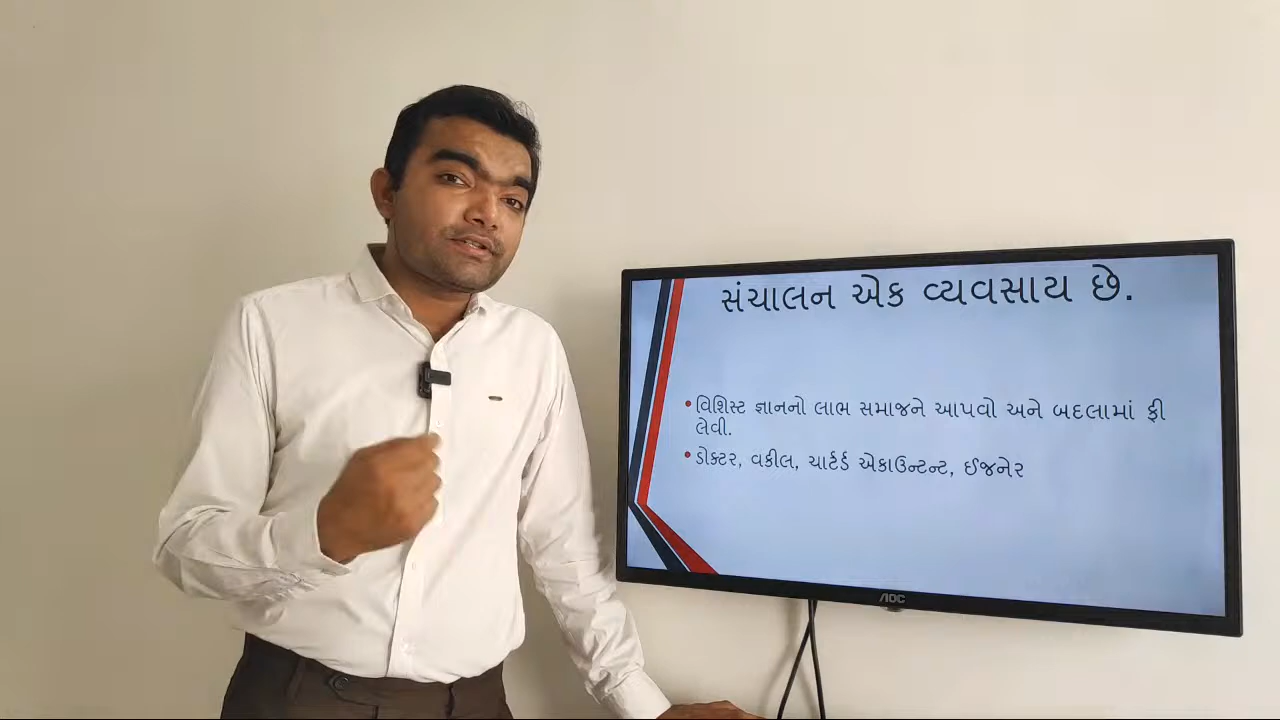 સંચાલન એક વ્યવસાય છે.
•વિશિસ્ટ જ્ઞાનનો લાભ સમાજને આપવો અને બદલામાં ફી
લેવી.
•ડોક્ટર, વકીલ, ચાર્ટર્ડ એકાઉન્ટન્ટ, ઈજનેર
AOC